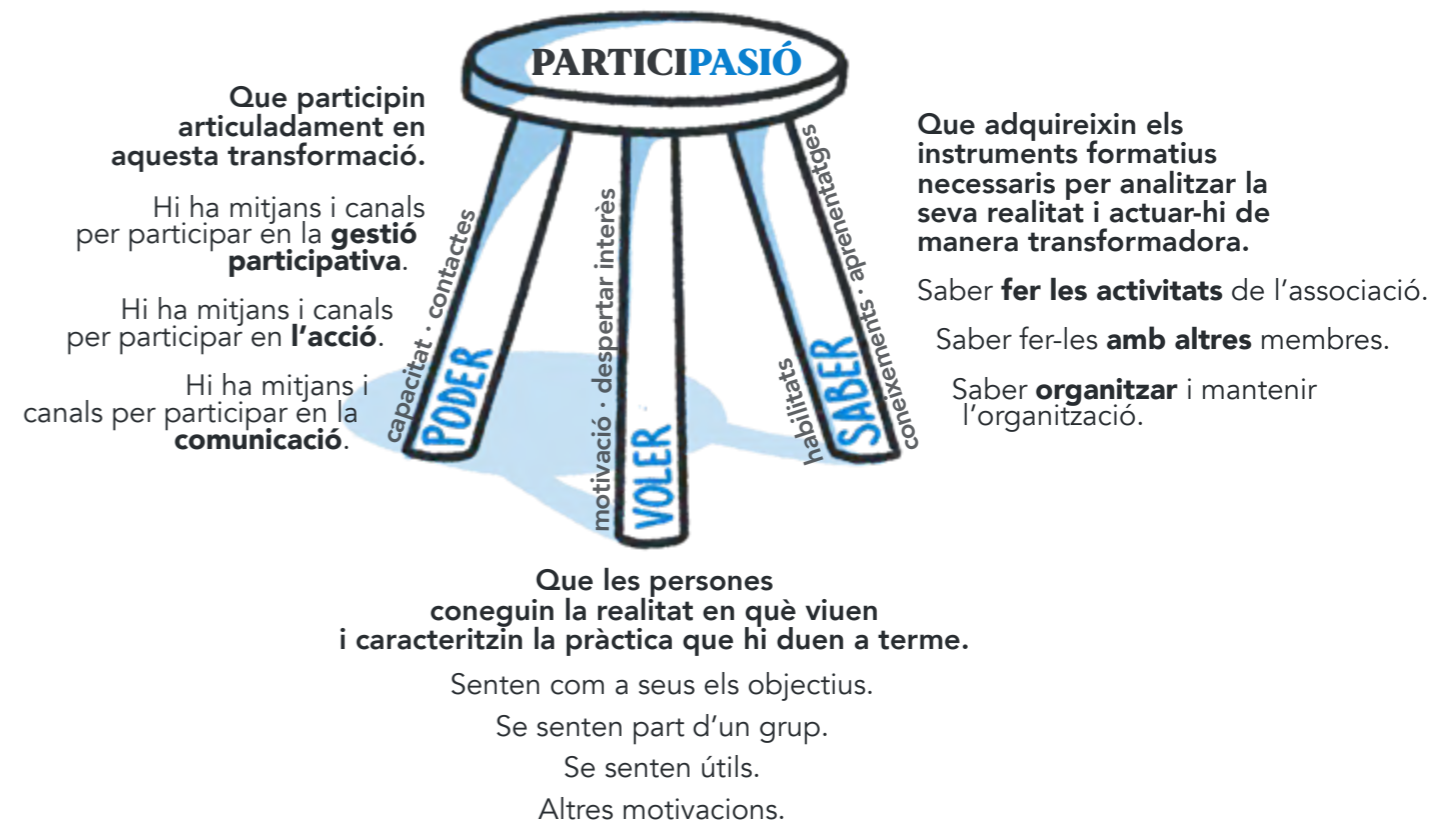 PARTICIPASIÓ
Que participin
articuladament en
aquesta transformació.
Hi ha mitjans i canals
per participar en la gestió
participativa.
Hi ha mitjans i canals
per participar en l’acció.
Hi ha mitjans i
canals per participar en la
comunicació.
capacitat · contactes
PODER
motivació · despertar interès
VOLER
habilitats
SABER
coneixements · aprenentatges
Que adquireixin els
instruments formatius
necessaris per analitzar la
seva realitat i actuar-hi de
manera transformadora.
Saber fer les activitats de l’associació.
Saber fer-les amb altres membres.
Saber organitzar i mantenir
l’organització.
Que les persones
coneguin la realitat en què viuen
i caracteritzin la pràctica que hi duen a terme.
Senten com a seus els objectius.
Se senten part d’un grup.
Se senten útils.
Altres motivacions.